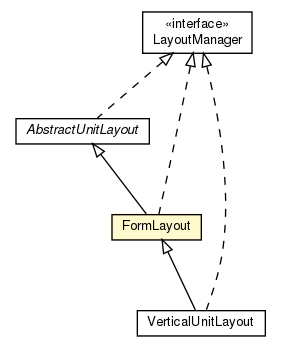 «interface»
LayoutManager
AbstractUnitLayout
FormLayout
VerticalUnitLayout